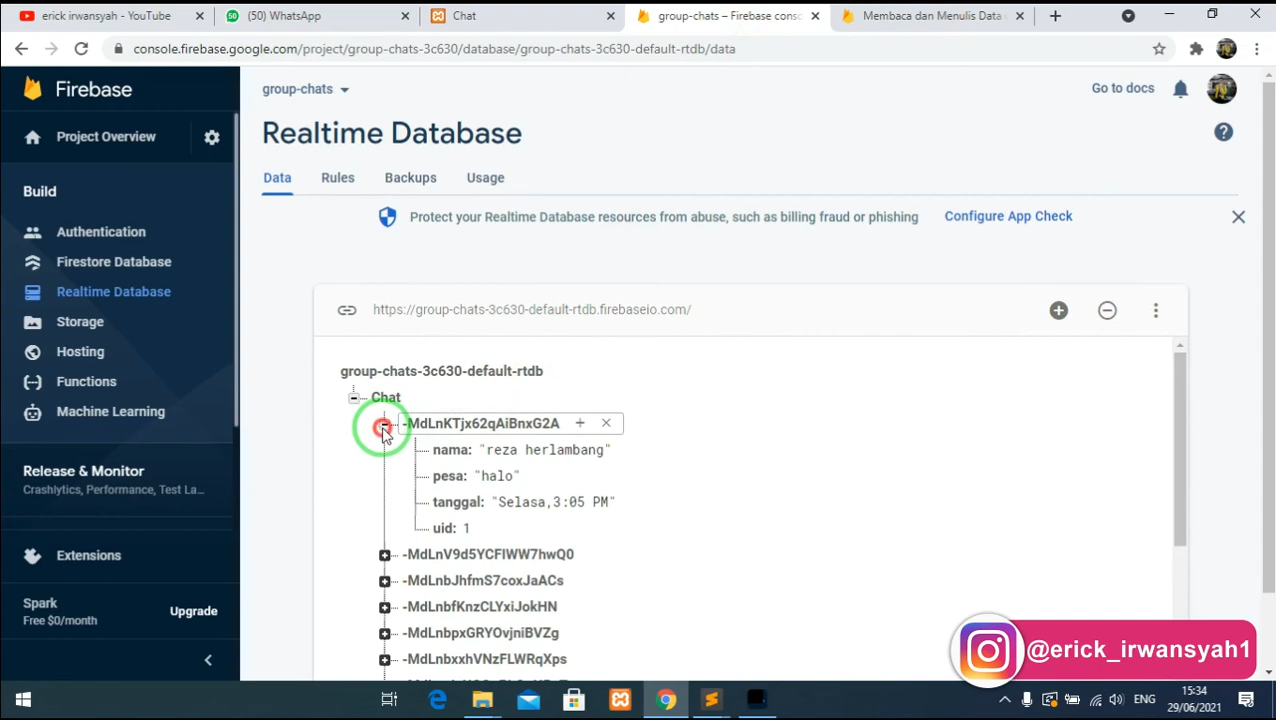 erick irwansyah - YouTube
(50) WhatsApp
Chat
group-chats – Firebase conso
Membaca dan Menulis Data
console.firebase.google.com/project/group-chats-3c630/database/group-chats-3c630-default-rtdb/data
Firebase
group-chats
Go to docs
Project Overview
Realtime Database
Data
Rules
Backups
Usage
Build
Protect your Realtime Database resources from abuse, such as billing fraud or phishing
Configure App Check
Authentication
Firestore Database
Realtime Database
Storage
Hosting
Functions
Machine Learning
https://group-chats-3c630-default-rtdb.firebaseio.com/
group-chats-3c630-default-rtdb
Chat
-MdLnKTjx62qAiBnxG2A
nama: "reza herlambang"
pesa: "halo"
tanggal: "Selasa,3:05 PM"
uid: 1
-MdLnV9d5YCFIWW7hwQ0
-MdLnbJhfmS7coxJaACs
-MdLnbfKnzCLYxiJokHN
-MdLnbpxGRYOvjniBVZg
-MdLnbxxhVNzFLWRqXps
Release & Monitor
Crashlytics, Performance, Test La...
Extensions
Spark
Free $0/month
Upgrade
@erick_irwansyah1
ENG
15:34
29/06/2021